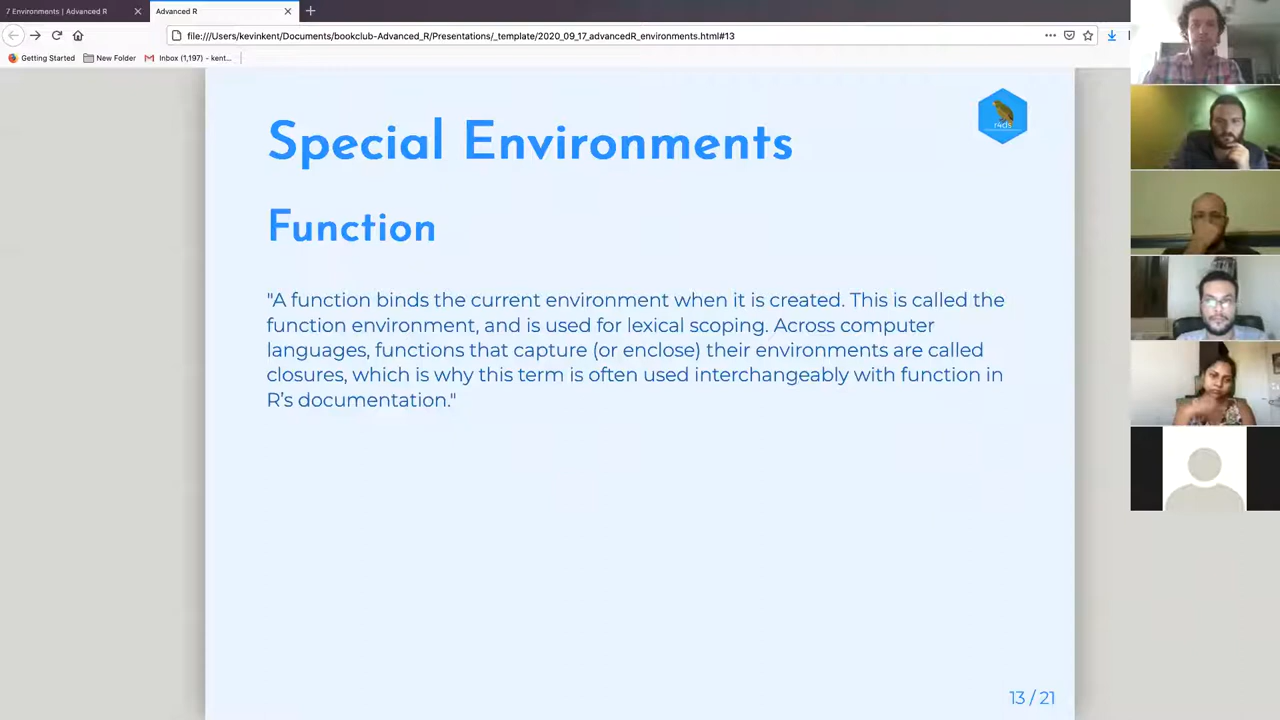 7 Environments | Advanced R
Advanced R
file:///Users/kevinkent/Documents/bookclub-Advanced_R/Presentations/_template/2020_09_17_advancedR_environments.html#13
Getting Started
New Folder
Inbox (1,197) - kent...
Special Environments
r4ds
Function
"A function binds the current environment when it is created. This is called the
function environment, and is used for lexical scoping. Across computer
languages, functions that capture (or enclose) their environments are called
closures, which is why this term is often used interchangeably with function in
R's documentation."
13 / 21